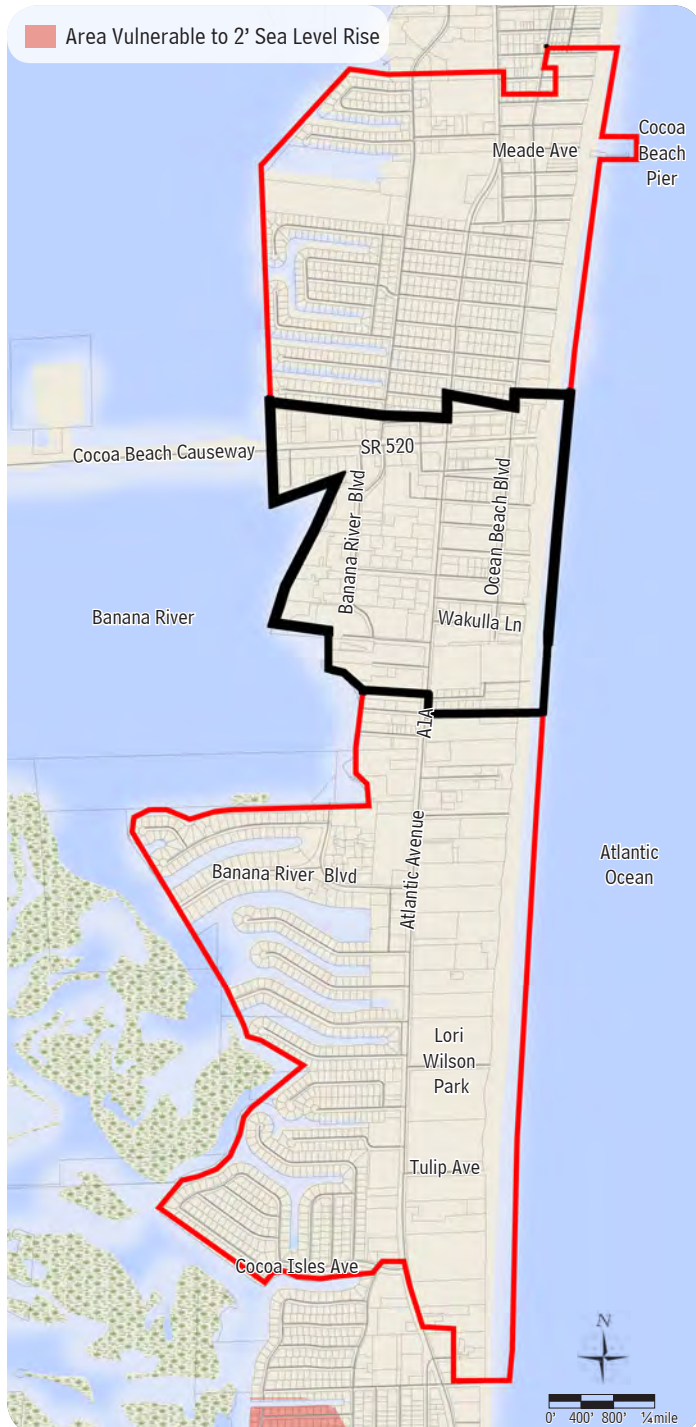 Area Vulnerable to 2’ Sea Level Rise
Cocoa
Beach
Pier
Meade Ave
SR 520
Cocoa Beach Causeway
Banana River Blvd
Ocean Beach Blvd
Banana River
Wakulla Ln
A1A
Atlantic Avenue
Atlantic
Ocean
Banana River Blvd
Lori
Wilson
Park
Tulip Ave
Cocoa Isles Ave
N
0’ 400’ 800’ ¼mile